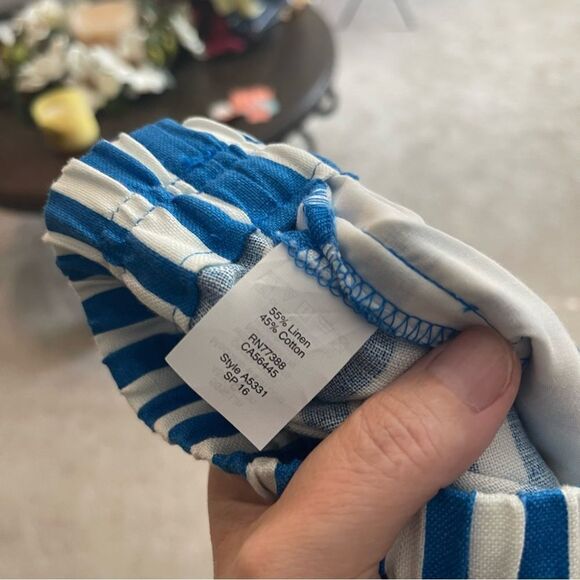 55% Linen
45% Cotton
RN77388
CA56445
Style A5331
SP 16